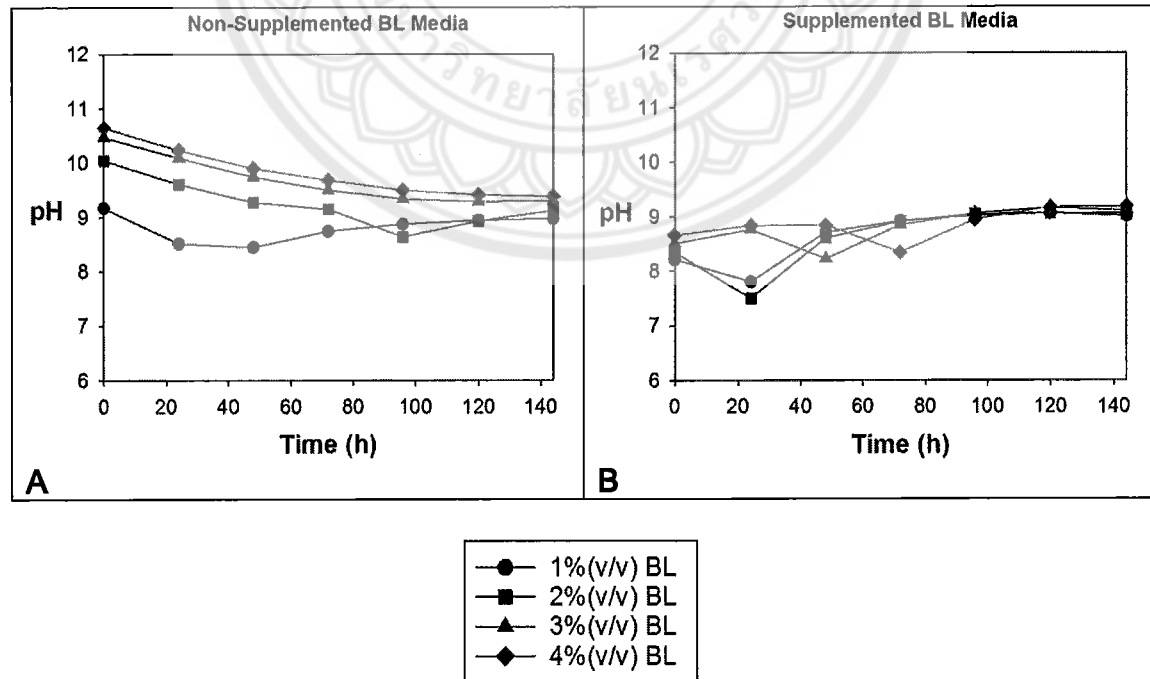 Non-Supplemented BL Media
12
11
10
9
8
7
6
pH
0 20 40 60 80 100 120 140
Time (h)
A
Supplemented BL Media
12
11
10
9
8
7
6
pH
0 20 40 60 80 100 120 140
Time (h)
B
1%(v/v) BL
2%(v/v) BL
3%(v/v) BL
4%(v/v) BL